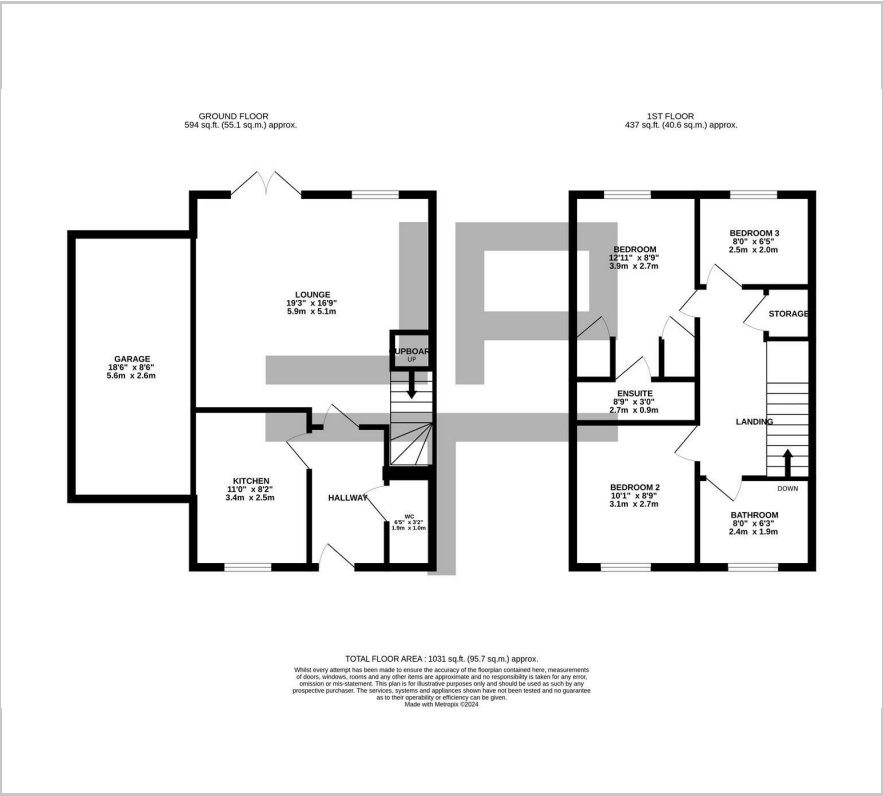 GROUND FLOOR
594 sq.ft. (55.1 sq.m.) approx.
1ST FLOOR
437 sq.ft. (40.6 sq.m.) approx.
LOUNGE
19'3" x 16'9"
5.9m x 5.1m
CUPBOARD
UP
GARAGE
18'6" x 8'6"
5.6m x 2.6m
KITCHEN
11'0" x 8'2"
3.4m x 2.5m
HALLWAY
WC
6'5" x 3'2"
1.9m x 1.0m
BEDROOM
12'11" x 8'9"
3.9m x 2.7m
BEDROOM 3
8'0" x 6'5"
2.5m x 2.0m
STORAGE
ENSUITE
8'9" x 3'0"
2.7m x 0.9m
LANDING
BEDROOM 2
10'1" x 8'9"
3.1m x 2.7m
DOWN
BATHROOM
8'0" x 6'3"
2.4m x 1.9m
TOTAL FLOOR AREA : 1031 sq.ft. (95.7 sq.m.) approx.
Whilst every attempt has been made to ensure the accuracy of the floorplan contained here, measurements
of doors, windows, rooms and any other items are approximate and no responsibility is taken for any error,
omission or mis-statement. This plan is for illustrative purposes only and should be used as such by any
prospective purchaser. The services, systems and appliances shown have not been tested and no guarantee
as to their operability or efficiency can be given.
Made with Metropix ©2024